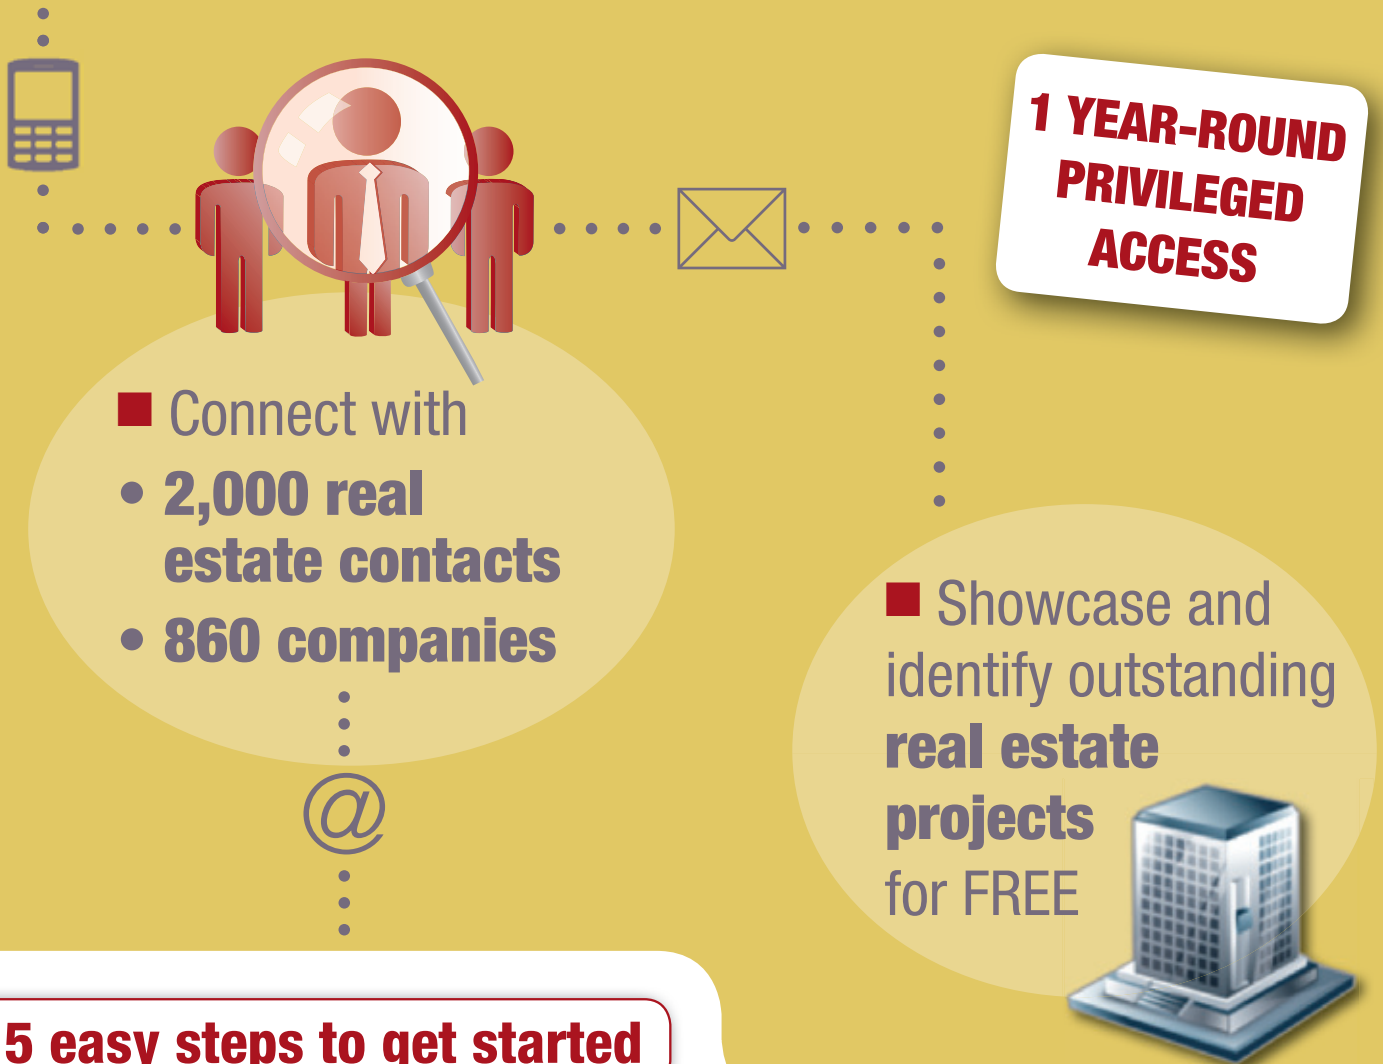 1 YEAR-ROUND
PRIVILEGED
ACCESS
■ Connect with
• 2,000 real
estate contacts
• 860 companies
@
■ Showcase and
identify outstanding
real estate
projects
for FREE
5 easy steps to get started